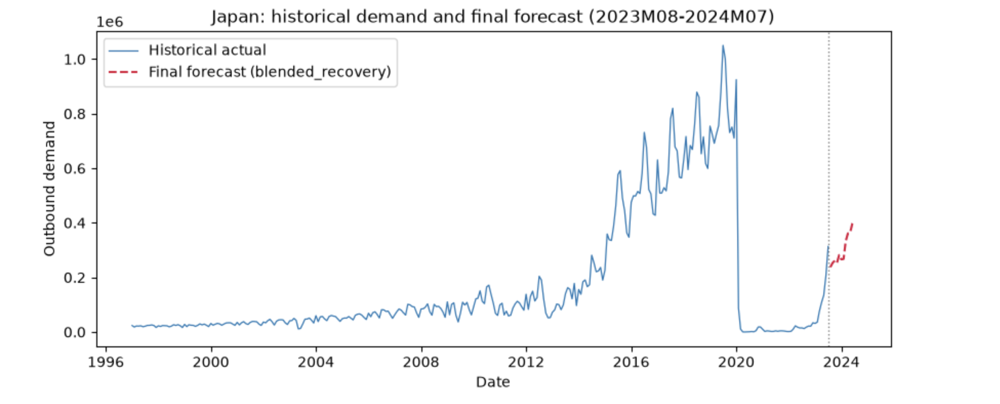 Japan: historical demand and final forecast (2023M08-2024M07)
1e6
Historical actual
Final forecast (blended_recovery)
1.0
0.8
0.6
0.4
0.2
0.0
Outbound demand
1996 2000 2004 2008 2012 2016 2020 2024
Date